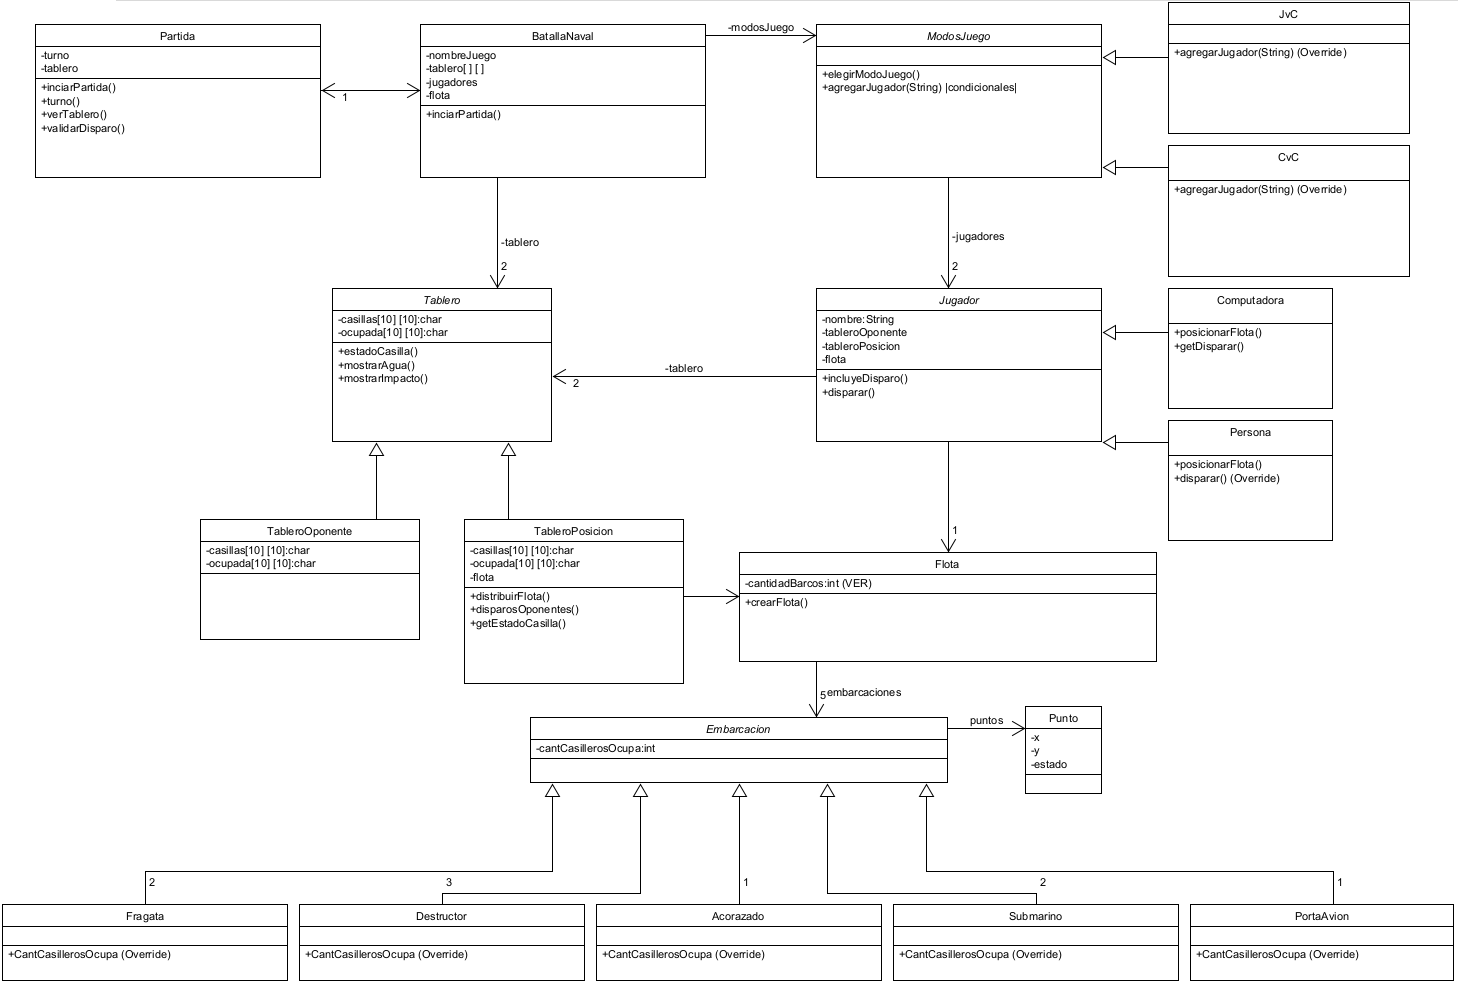 Partida
-turno
-tablero
+inciarPartida()
+turno()
+verTablero()
+validarDisparo()
1
BatallaNaval
-nombreJuego
-tablero[ ] [ ]
-jugadores
-flota
+inciarPartida()
-modosJuego
ModosJuego
+elegirModoJuego()
+agregarJugador(String) |condicionales|
JvC
+agregarJugador(String) (Override)
CvC
+agregarJugador(String) (Override)
-tablero
2
-jugadores
2
Tablero
-casillas[10] [10]:char
-ocupada[10] [10]:char
+estadoCasilla()
+mostrarAgua()
+mostrarImpacto()
-tablero
2
Jugador
-nombre:String
-tableroOponente
-tableroPosicion
-flota
+incluyeDisparo()
+disparar()
Computadora
+posicionarFlota()
+getDisparar()
Persona
+posicionarFlota()
+disparar() (Override)
TableroOponente
-casillas[10] [10]:char
-ocupada[10] [10]:char
TableroPosicion
-casillas[10] [10]:char
-ocupada[10] [10]:char
-flota
+distribuirFlota()
+disparosOponentes()
+getEstadoCasilla()
1
Flota
-cantidadBarcos:int (VER)
+crearFlota()
5
embarcaciones
Embarcacion
-cantCasillerosOcupa:int
puntos
Punto
-x
-y
-estado
2
3
1
2
1
Fragata
+CantCasillerosOcupa (Override)
Destructor
+CantCasillerosOcupa (Override)
Acorazado
+CantCasillerosOcupa (Override)
Submarino
+CantCasillerosOcupa (Override)
PortaAvion
+CantCasillerosOcupa (Override)